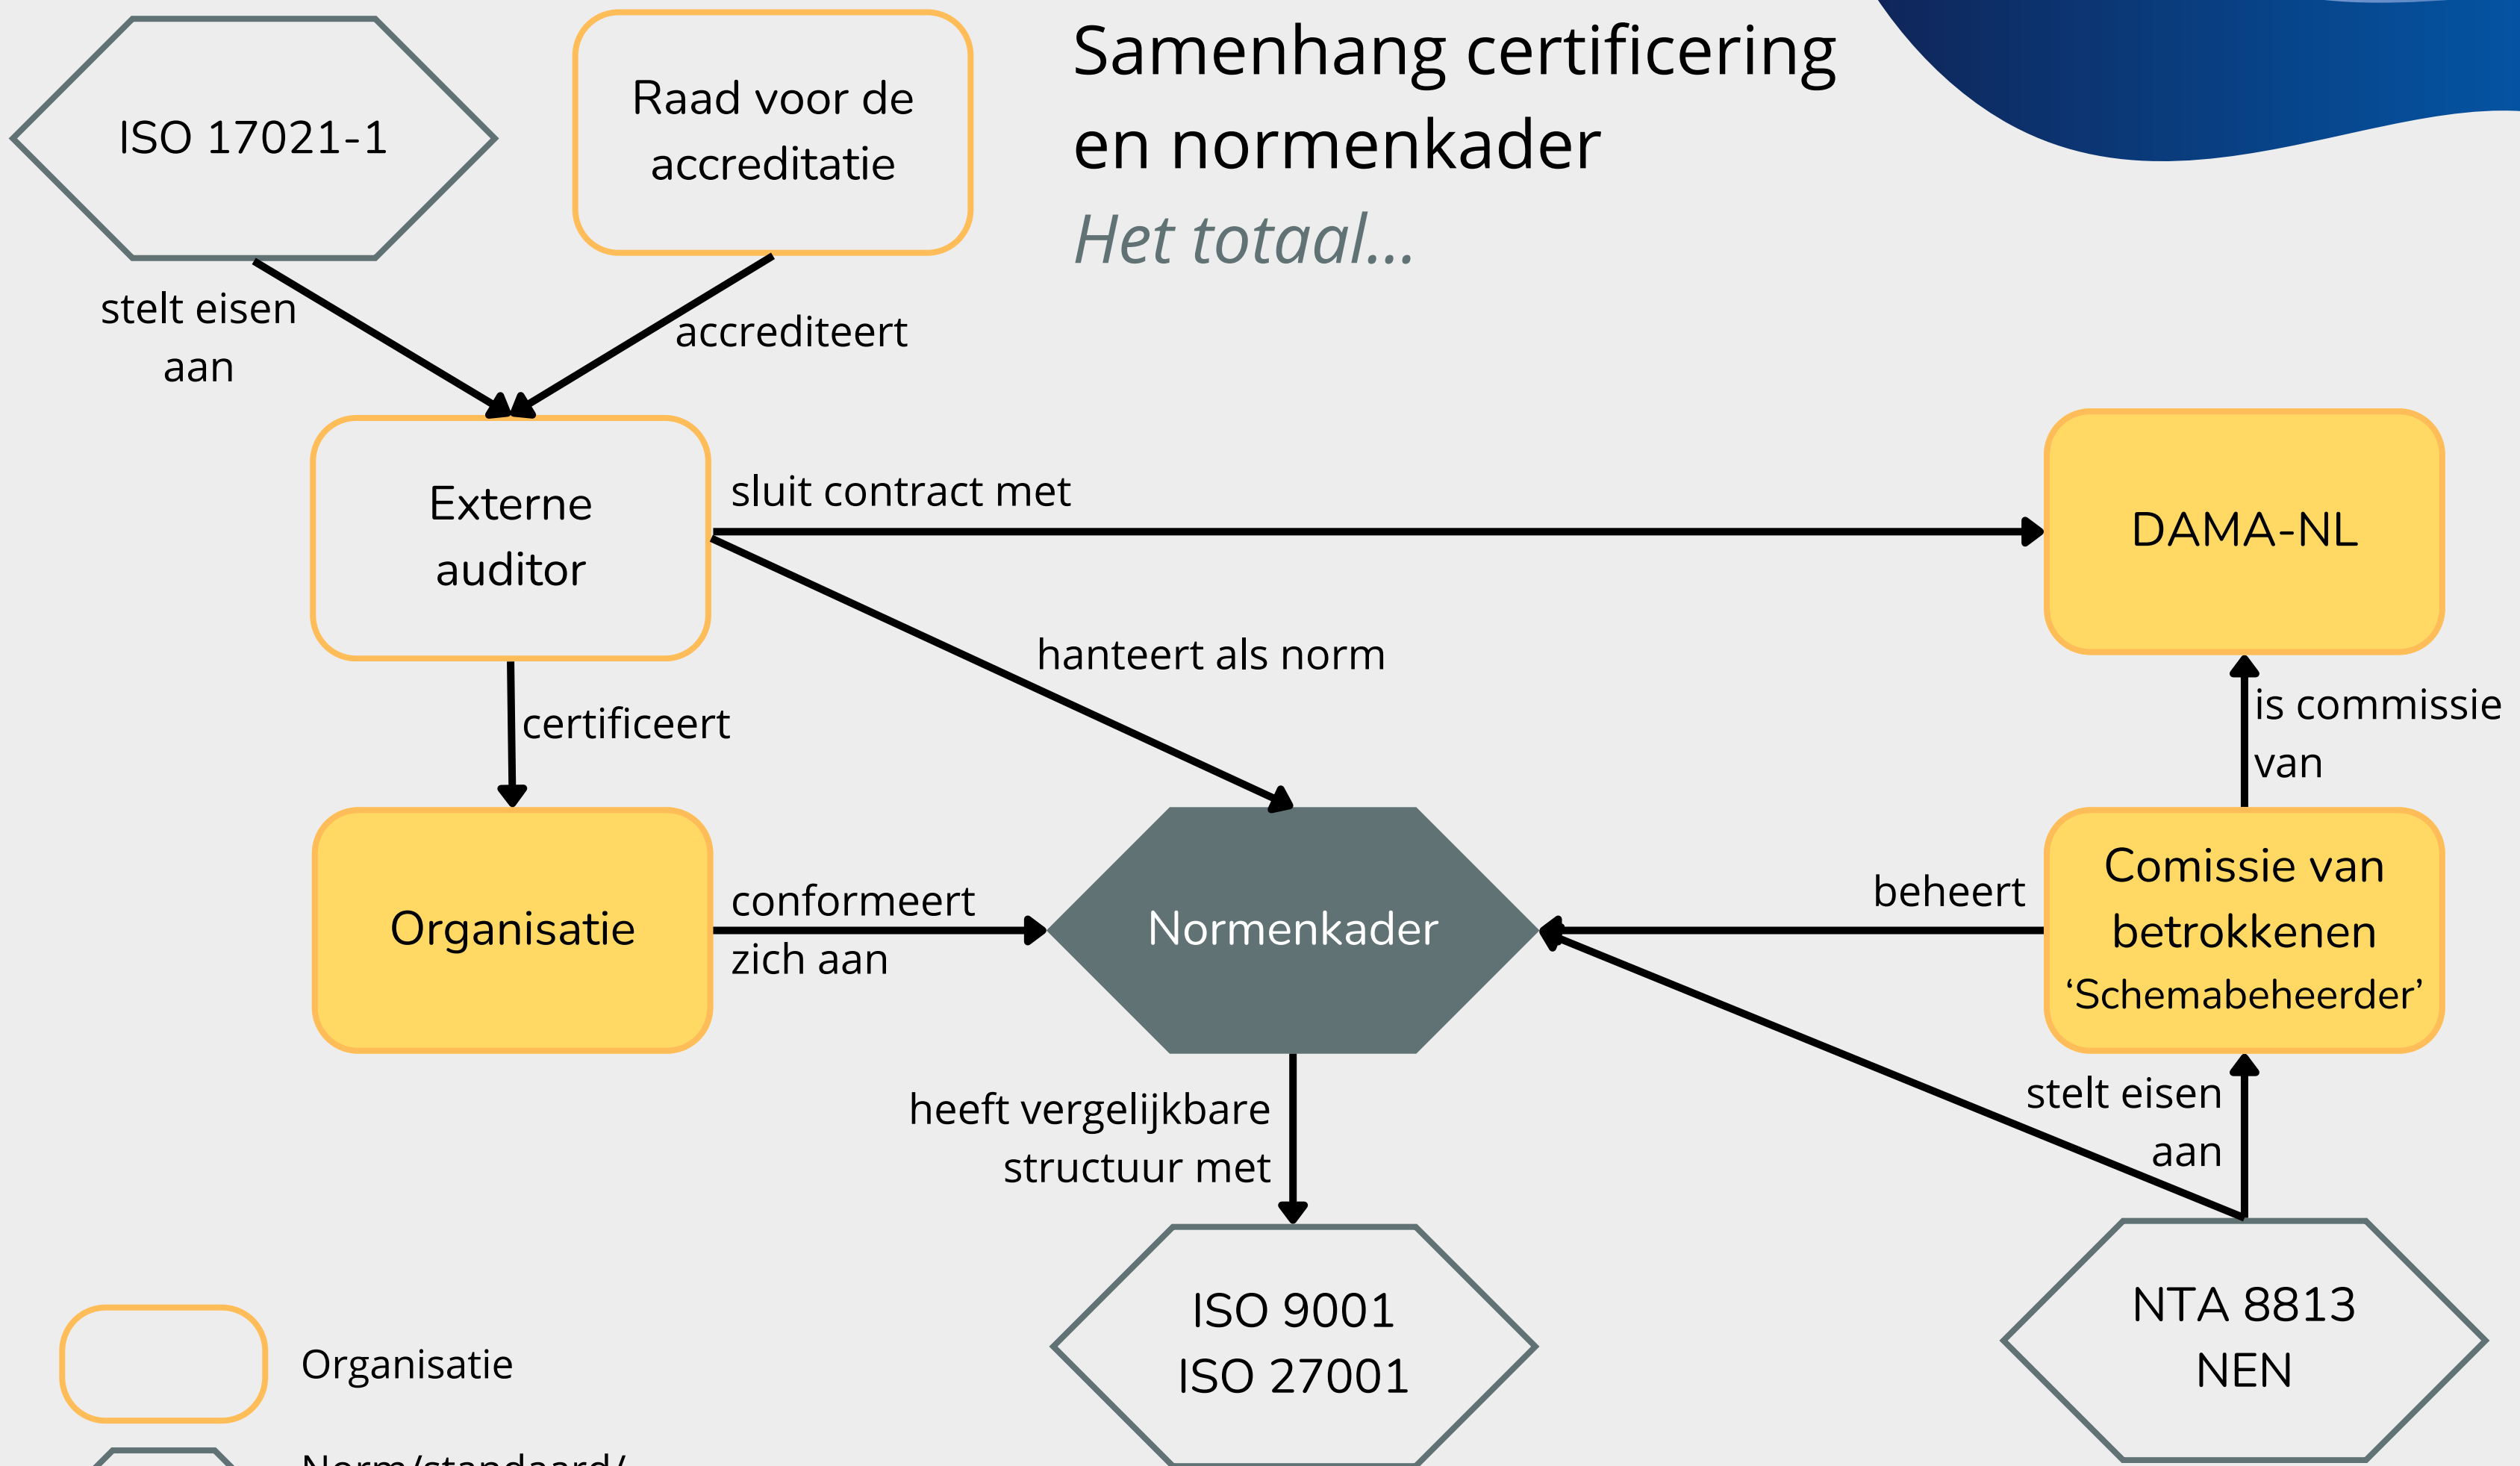 Samenhang certificering
en normenkader
Het totaal...
ISO 17021-1
Raad voor de
accreditatie
stelt eisen
aan
accrediteert
Externe
auditor
sluit contract met
DAMA-NL
hanteert als norm
certificeert
is commissie
van
Organisatie
conformeert
zich aan
Normenkader
beheert
Comissie van
betrokkenen
‘Schemabeheerder’
heeft vergelijkbare
structuur met
stelt eisen
aan
ISO 9001
ISO 27001
NTA 8813
NEN
Organisatie
Norm/standaard/